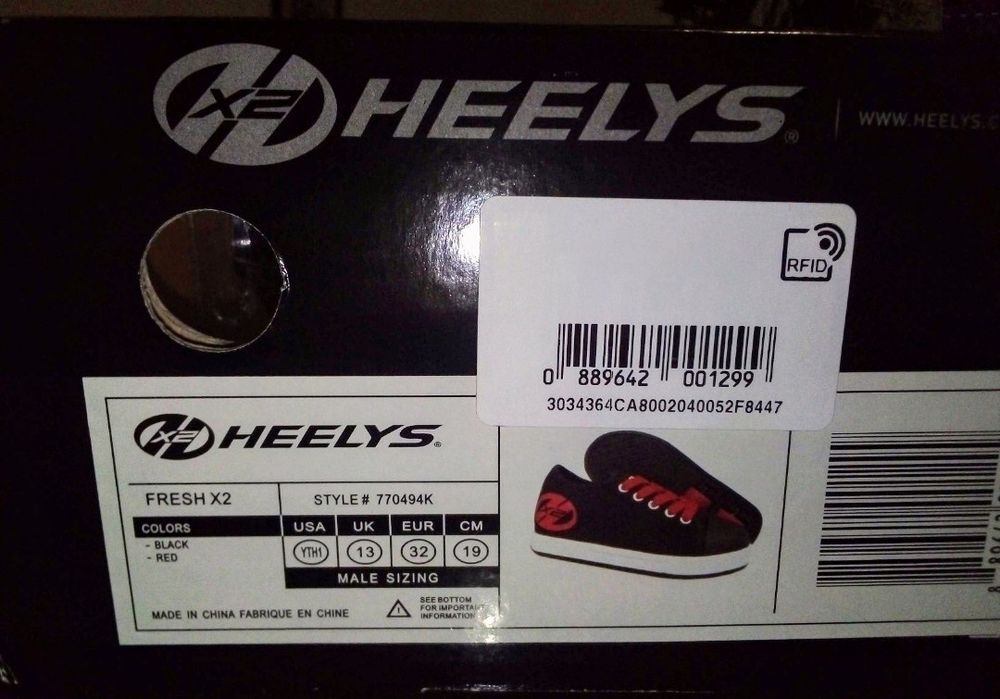 X2 HEELYS®
WWW.HEELYS.
RFID
0 889642 001299
3034364CA8002040052F8447
X2 HEELYS®
FRESH X2
STYLE # 770494K
COLORS
- BLACK
- RED
USA UK EUR CM
YTH1 13 32 19
MALE SIZING
MADE IN CHINA FABRIQUE EN CHINE
SEE BOTTOM
FOR IMPORTANT
INFORMATION
X2